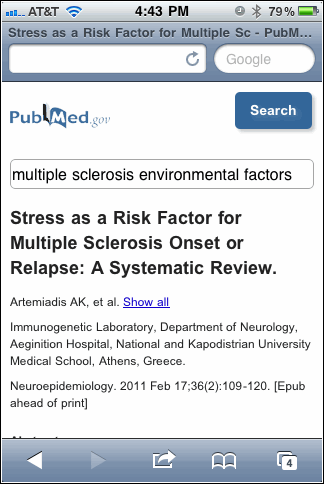 AT&T 4:43 PM 79%
Stress as a Risk Factor for Multiple Sc - PubM...
Google
PubMed.gov
Search
multiple sclerosis environmental factors
Stress as a Risk Factor for
Multiple Sclerosis Onset or
Relapse: A Systematic Review.
Artemiadis AK, et al. Show all
Immunogenetic Laboratory, Department of Neurology,
Aeginition Hospital, National and Kapodistrian University
Medical School, Athens, Greece.
Neuroepidemiology. 2011 Feb 17;36(2):109-120. [Epub
ahead of print]
4